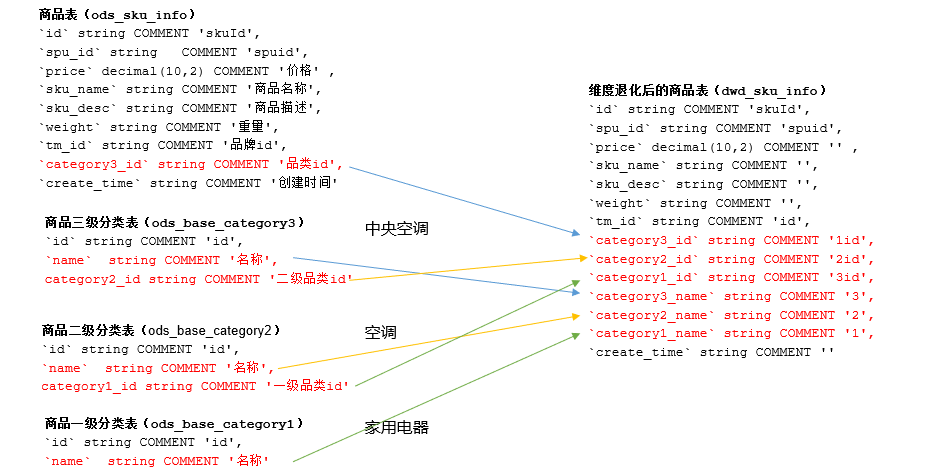 商品表（ods_sku_info）
`id` string COMMENT 'skuId',
`spu_id` string   COMMENT 'spuid',
`price` decimal(10,2) COMMENT '价格' ,
`sku_name` string COMMENT '商品名称',
`sku_desc` string COMMENT '商品描述',
`weight` string COMMENT '重量',
`tm_id` string COMMENT '品牌id',
`category3_id` string COMMENT '品类id',
`create_time` string COMMENT '创建时间'
商品三级分类表（ods_base_category3）
`id` string COMMENT 'id',
`name`  string COMMENT '名称',
category2_id string COMMENT '二级品类id'
中央空调
商品二级分类表（ods_base_category2）
`id` string COMMENT 'id',
`name`  string COMMENT '名称',
category1_id string COMMENT '一级品类id'
空调
商品一级分类表（ods_base_category1）
`id` string COMMENT 'id',
`name`  string COMMENT '名称'
家用电器
维度退化后的商品表（dwd_sku_info）
`id` string COMMENT 'skuId',
`spu_id` string COMMENT 'spuid',
`price` decimal(10,2) COMMENT '' ,
`sku_name` string COMMENT '',
`sku_desc` string COMMENT '',
`weight` string COMMENT '',
`tm_id` string COMMENT 'id',
`category3_id` string COMMENT '1id',
`category2_id` string COMMENT '2id',
`category1_id` string COMMENT '3id',
`category3_name` string COMMENT '3',
`category2_name` string COMMENT '2',
`category1_name` string COMMENT '1',
`create_time` string COMMENT ''